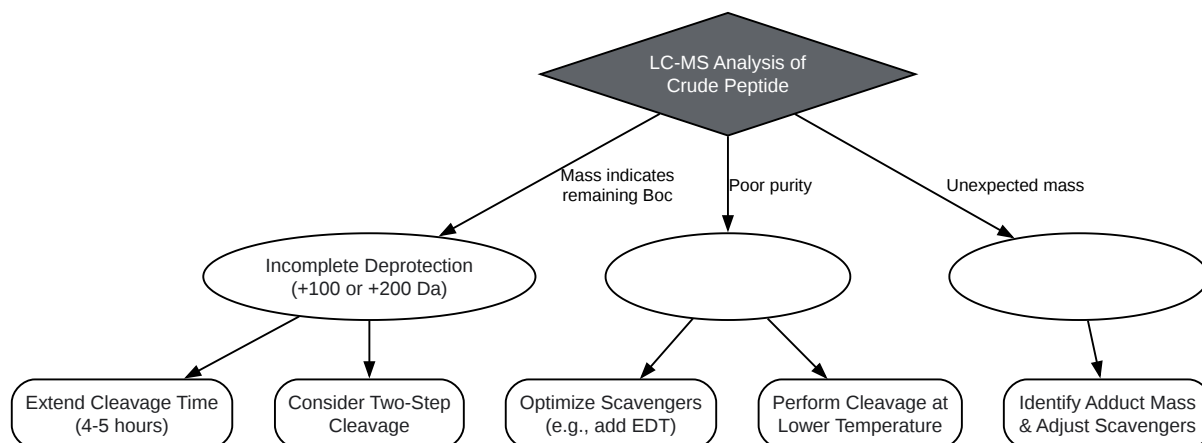 LC-MS Analysis of
Crude Peptide
Mass indicates
remaining Boc
Poor purity
Unexpected mass
Incomplete Deprotection
(+100 or +200 Da)
Extend Cleavage Time
(4-5 hours)
Consider Two-Step
Cleavage
Optimize Scavengers
(e.g., add EDT)
Perform Cleavage at
Lower Temperature
Identify Adduct Mass
& Adjust Scavengers